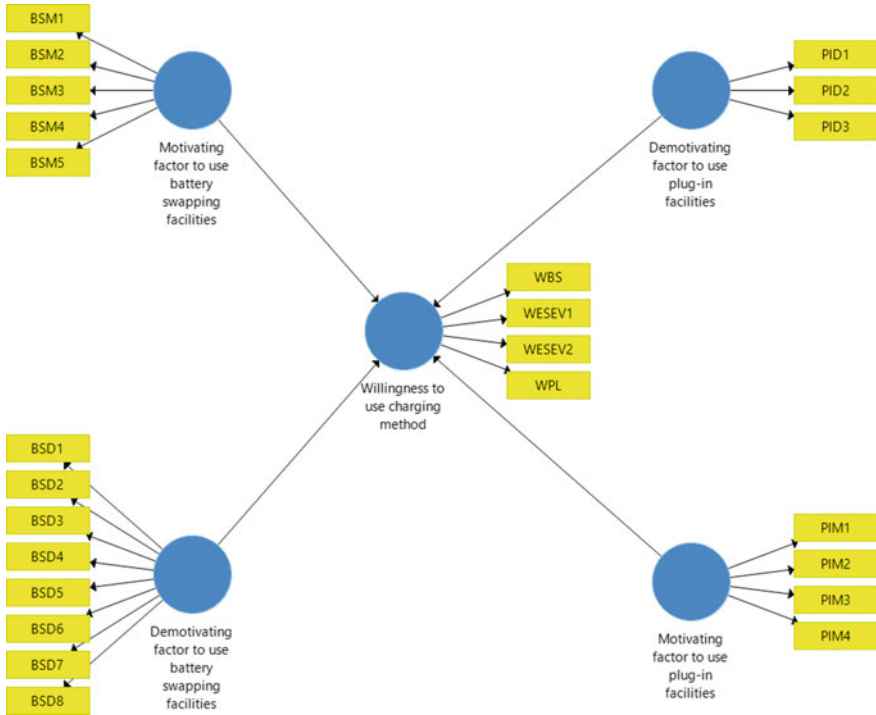 BSM1
BSM2
BSM3
BSM4
BSM5
Motivating
factor to use
battery
swapping
facilities
PID1
PID2
PID3
Demotivating
factor to use
plug-in
facilities
WBS
WESEV1
WESEV2
WPL
Willingness to
use charging
method
BSD1
BSD2
BSD3
BSD4
BSD5
BSD6
BSD7
BSD8
Demotivating
factor to use
battery
swapping
facilities
PIM1
PIM2
PIM3
PIM4
Motivating
factor to use
plug-in
facilities